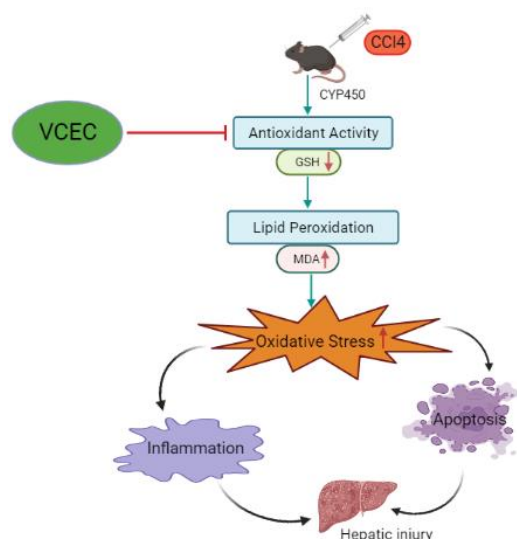 CCl4
CYP450
VCEC
Antioxidant Activity
GSH
Lipid Peroxidation
MDA
Oxidative Stress
Apoptosis
Inflammation
Hepatic injury